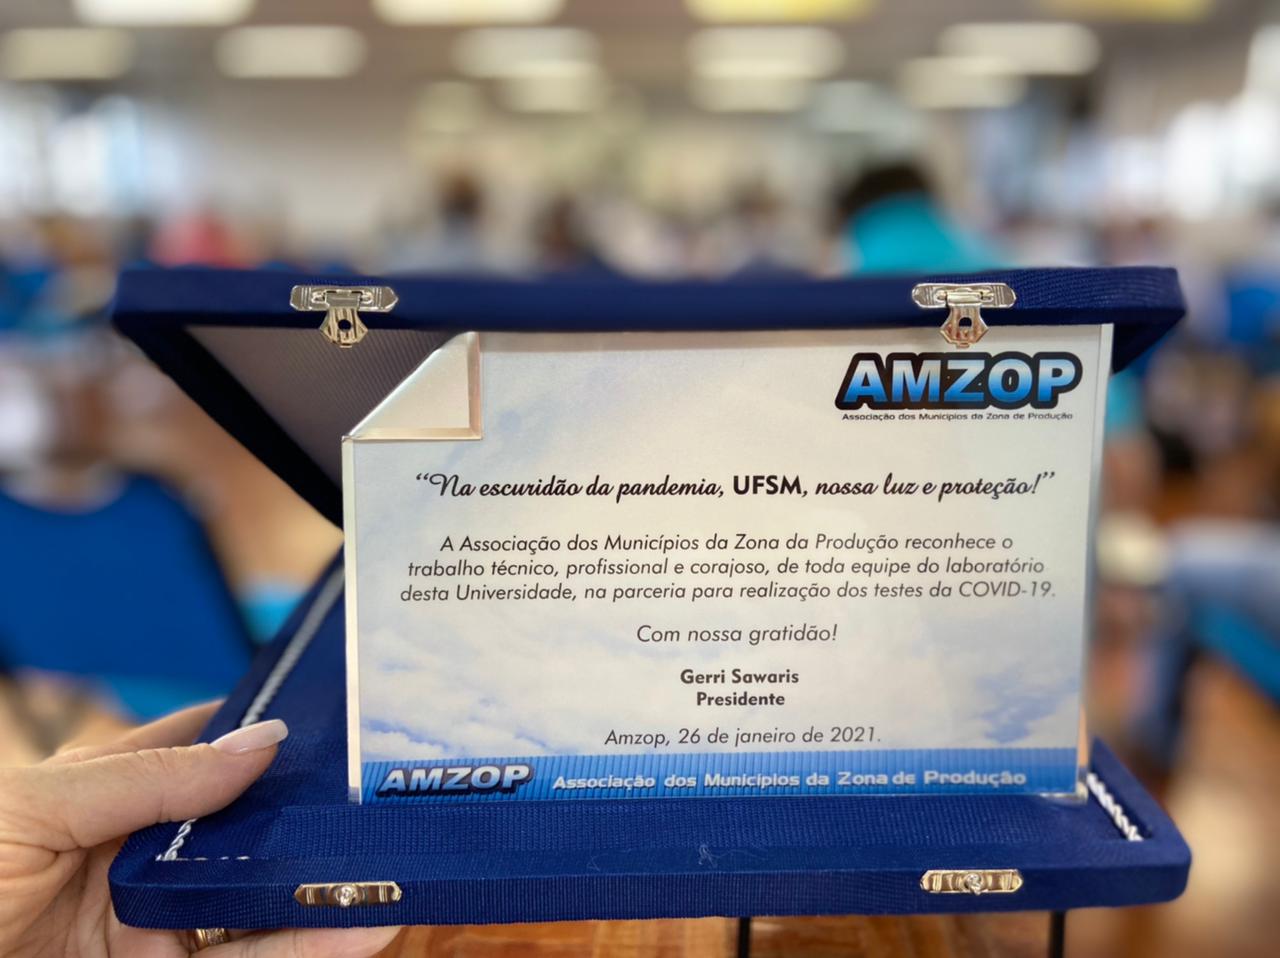 AMZOP
Associação dos Municípios da Zona de Produção
“Na escuridão da pandemia, UFSM, nossa luz e proteção!”
A Associação dos Municípios da Zona da Produção reconhece o
trabalho técnico, profissional e corajoso, de toda equipe do laboratório
desta Universidade, na parceria para realização dos testes da COVID-19.
Com nossa gratidão!
Gerri Sawaris
Presidente
Amzop, 26 de janeiro de 2021.
AMZOP Associação dos Municípios da Zona de Produção